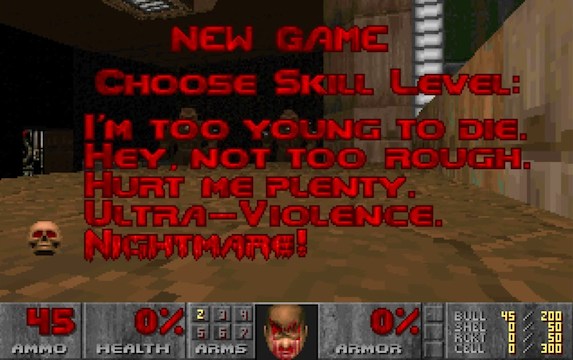 NEW GAME
CHOOSE SKILL LEVEL:
I'M TOO YOUNG TO DIE.
HEY, NOT TOO ROUGH.
HURT ME PLENTY.
ULTRA-VIOLENCE.
NIGHTMARE!
45 0% 2 3 4 0% BULL 45 / 200
5 6 7 SHEL 0 / 50
RCKT 0 / 50
AMMO HEALTH ARMS ARMOR CELL 0 / 300